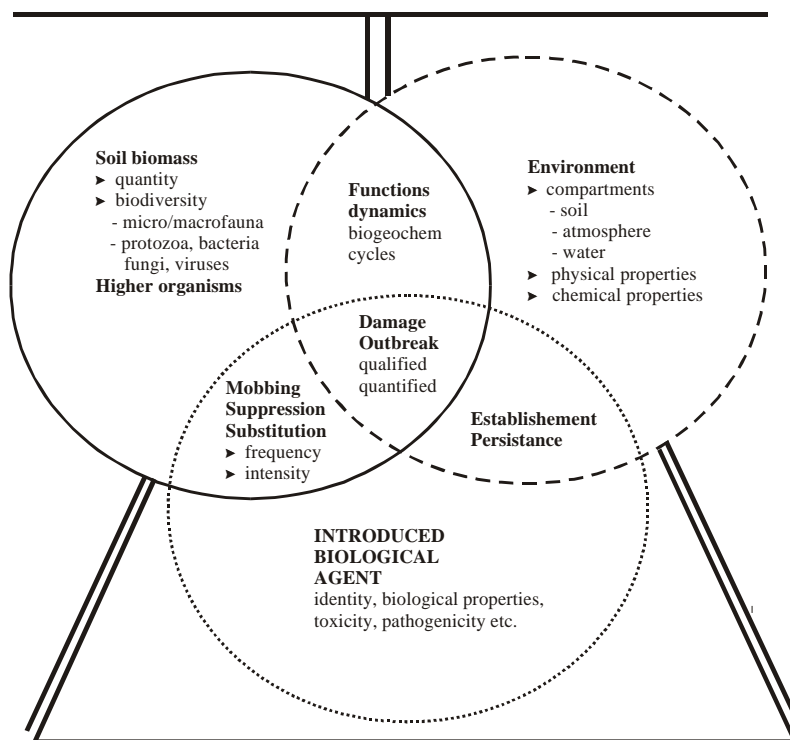 Soil biomass
➤ quantity
➤ biodiversity
- micro/macrofauna
- protozoa, bacteria
fungi, viruses
Higher organisms
Functions
dynamics
biogeochem
cycles
Environment
➤ compartments
- soil
- atmosphere
- water
➤ physical properties
➤ chemical properties
Damage
Outbreak
qualified
quantified
Mobbing
Suppression
Substitution
➤ frequency
➤ intensity
Establishement
Persistance
INTRODUCED
BIOLOGICAL
AGENT
identity, biological properties,
toxicity, pathogenicity etc.